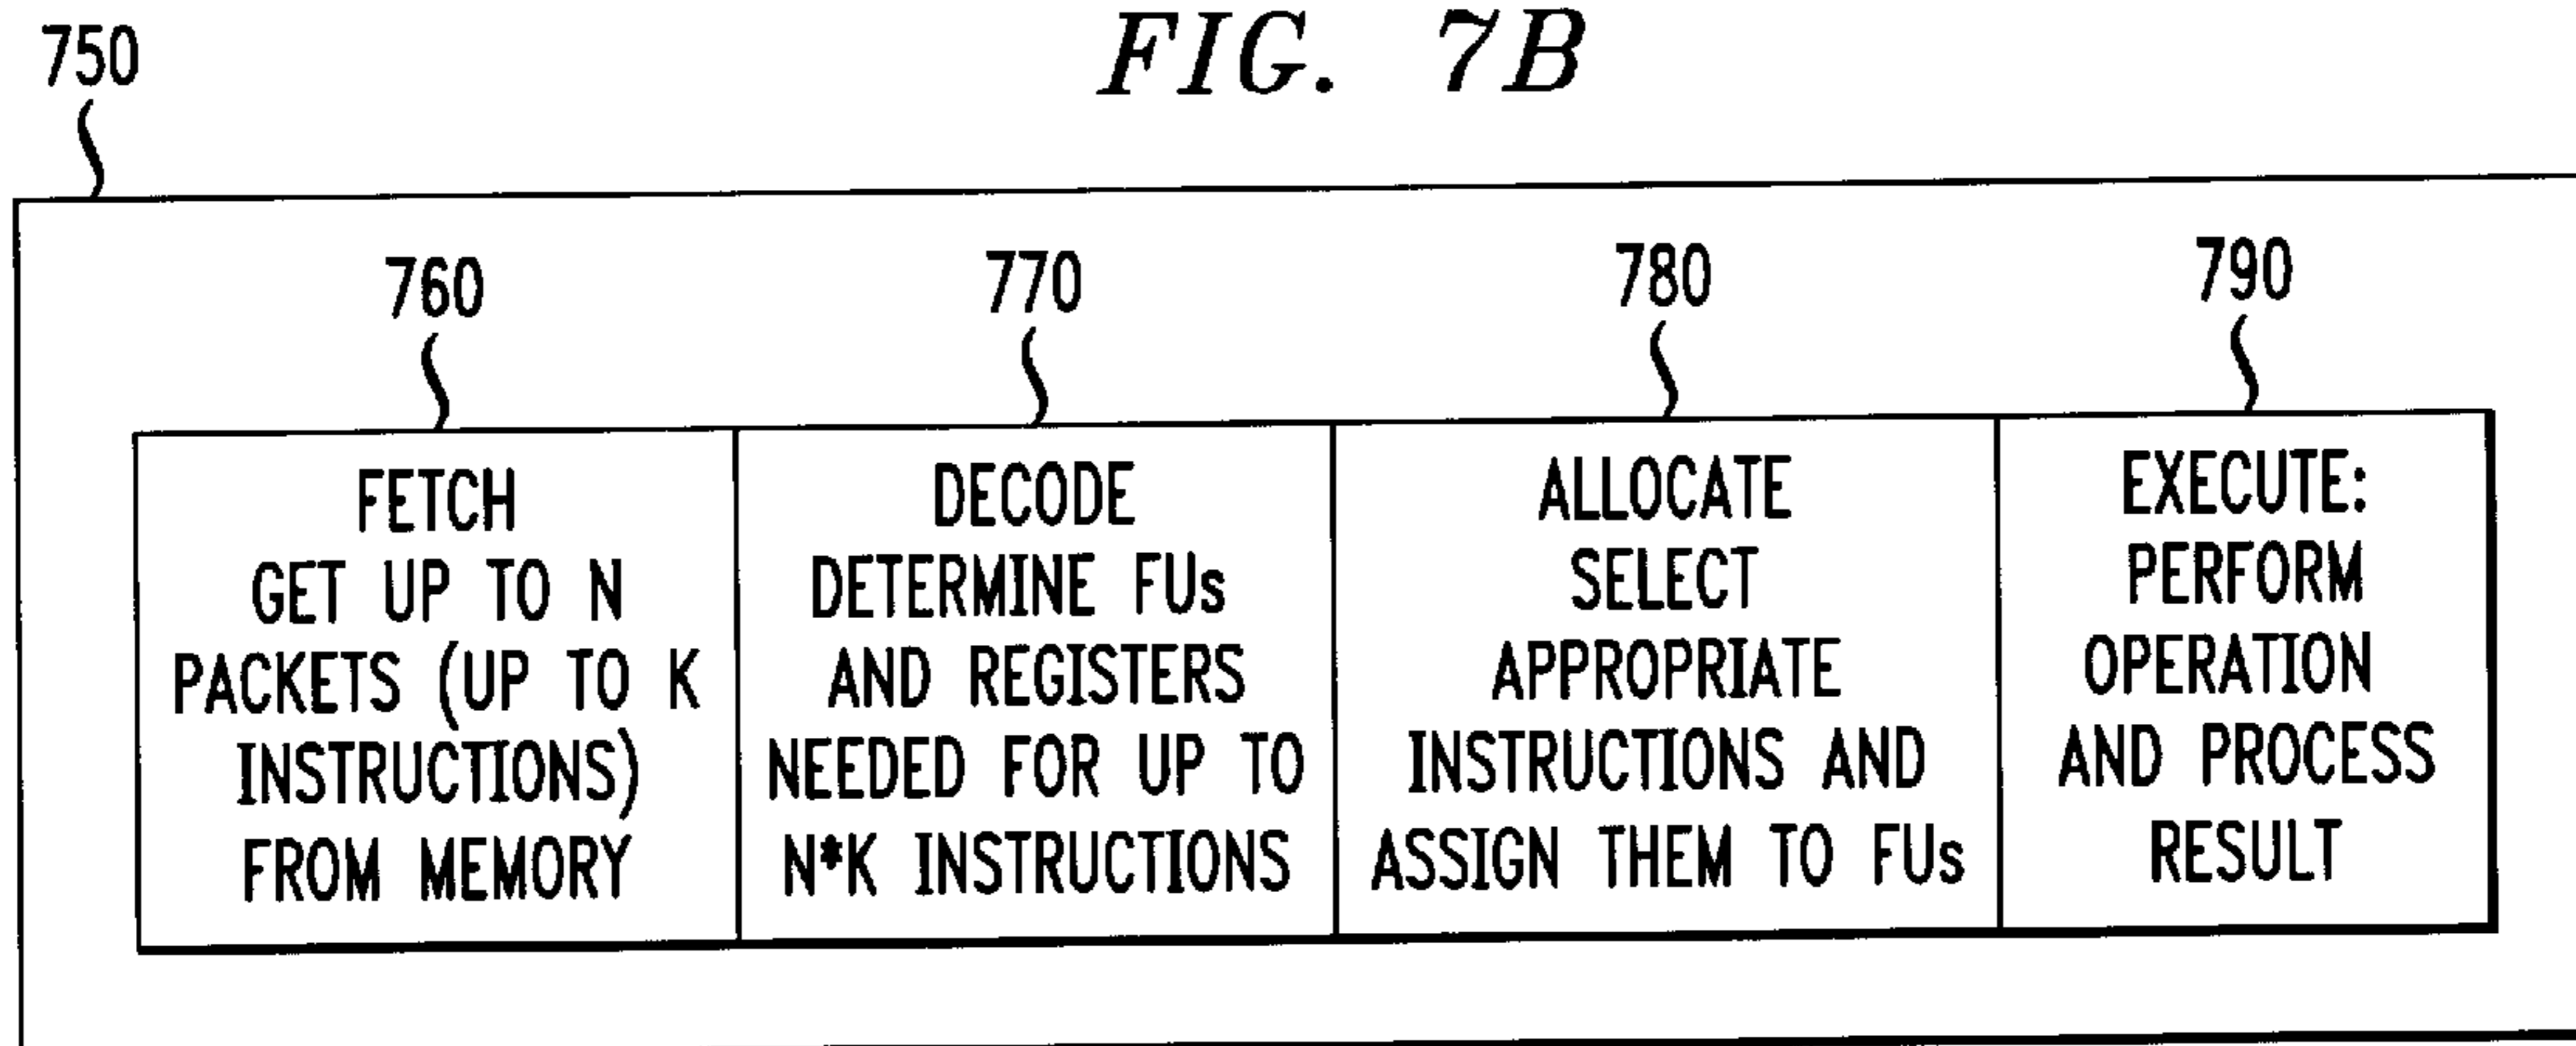 FIG. 7B
750
760
770
780
790
FETCH
GET UP TO N
PACKETS (UP TO K
INSTRUCTIONS)
FROM MEMORY
DECODE
DETERMINE FUs
AND REGISTERS
NEEDED FOR UP TO
N*K INSTRUCTIONS
ALLOCATE
SELECT
APPROPRIATE
INSTRUCTIONS AND
ASSIGN THEM TO FUs
EXECUTE:
PERFORM
OPERATION
AND PROCESS
RESULT